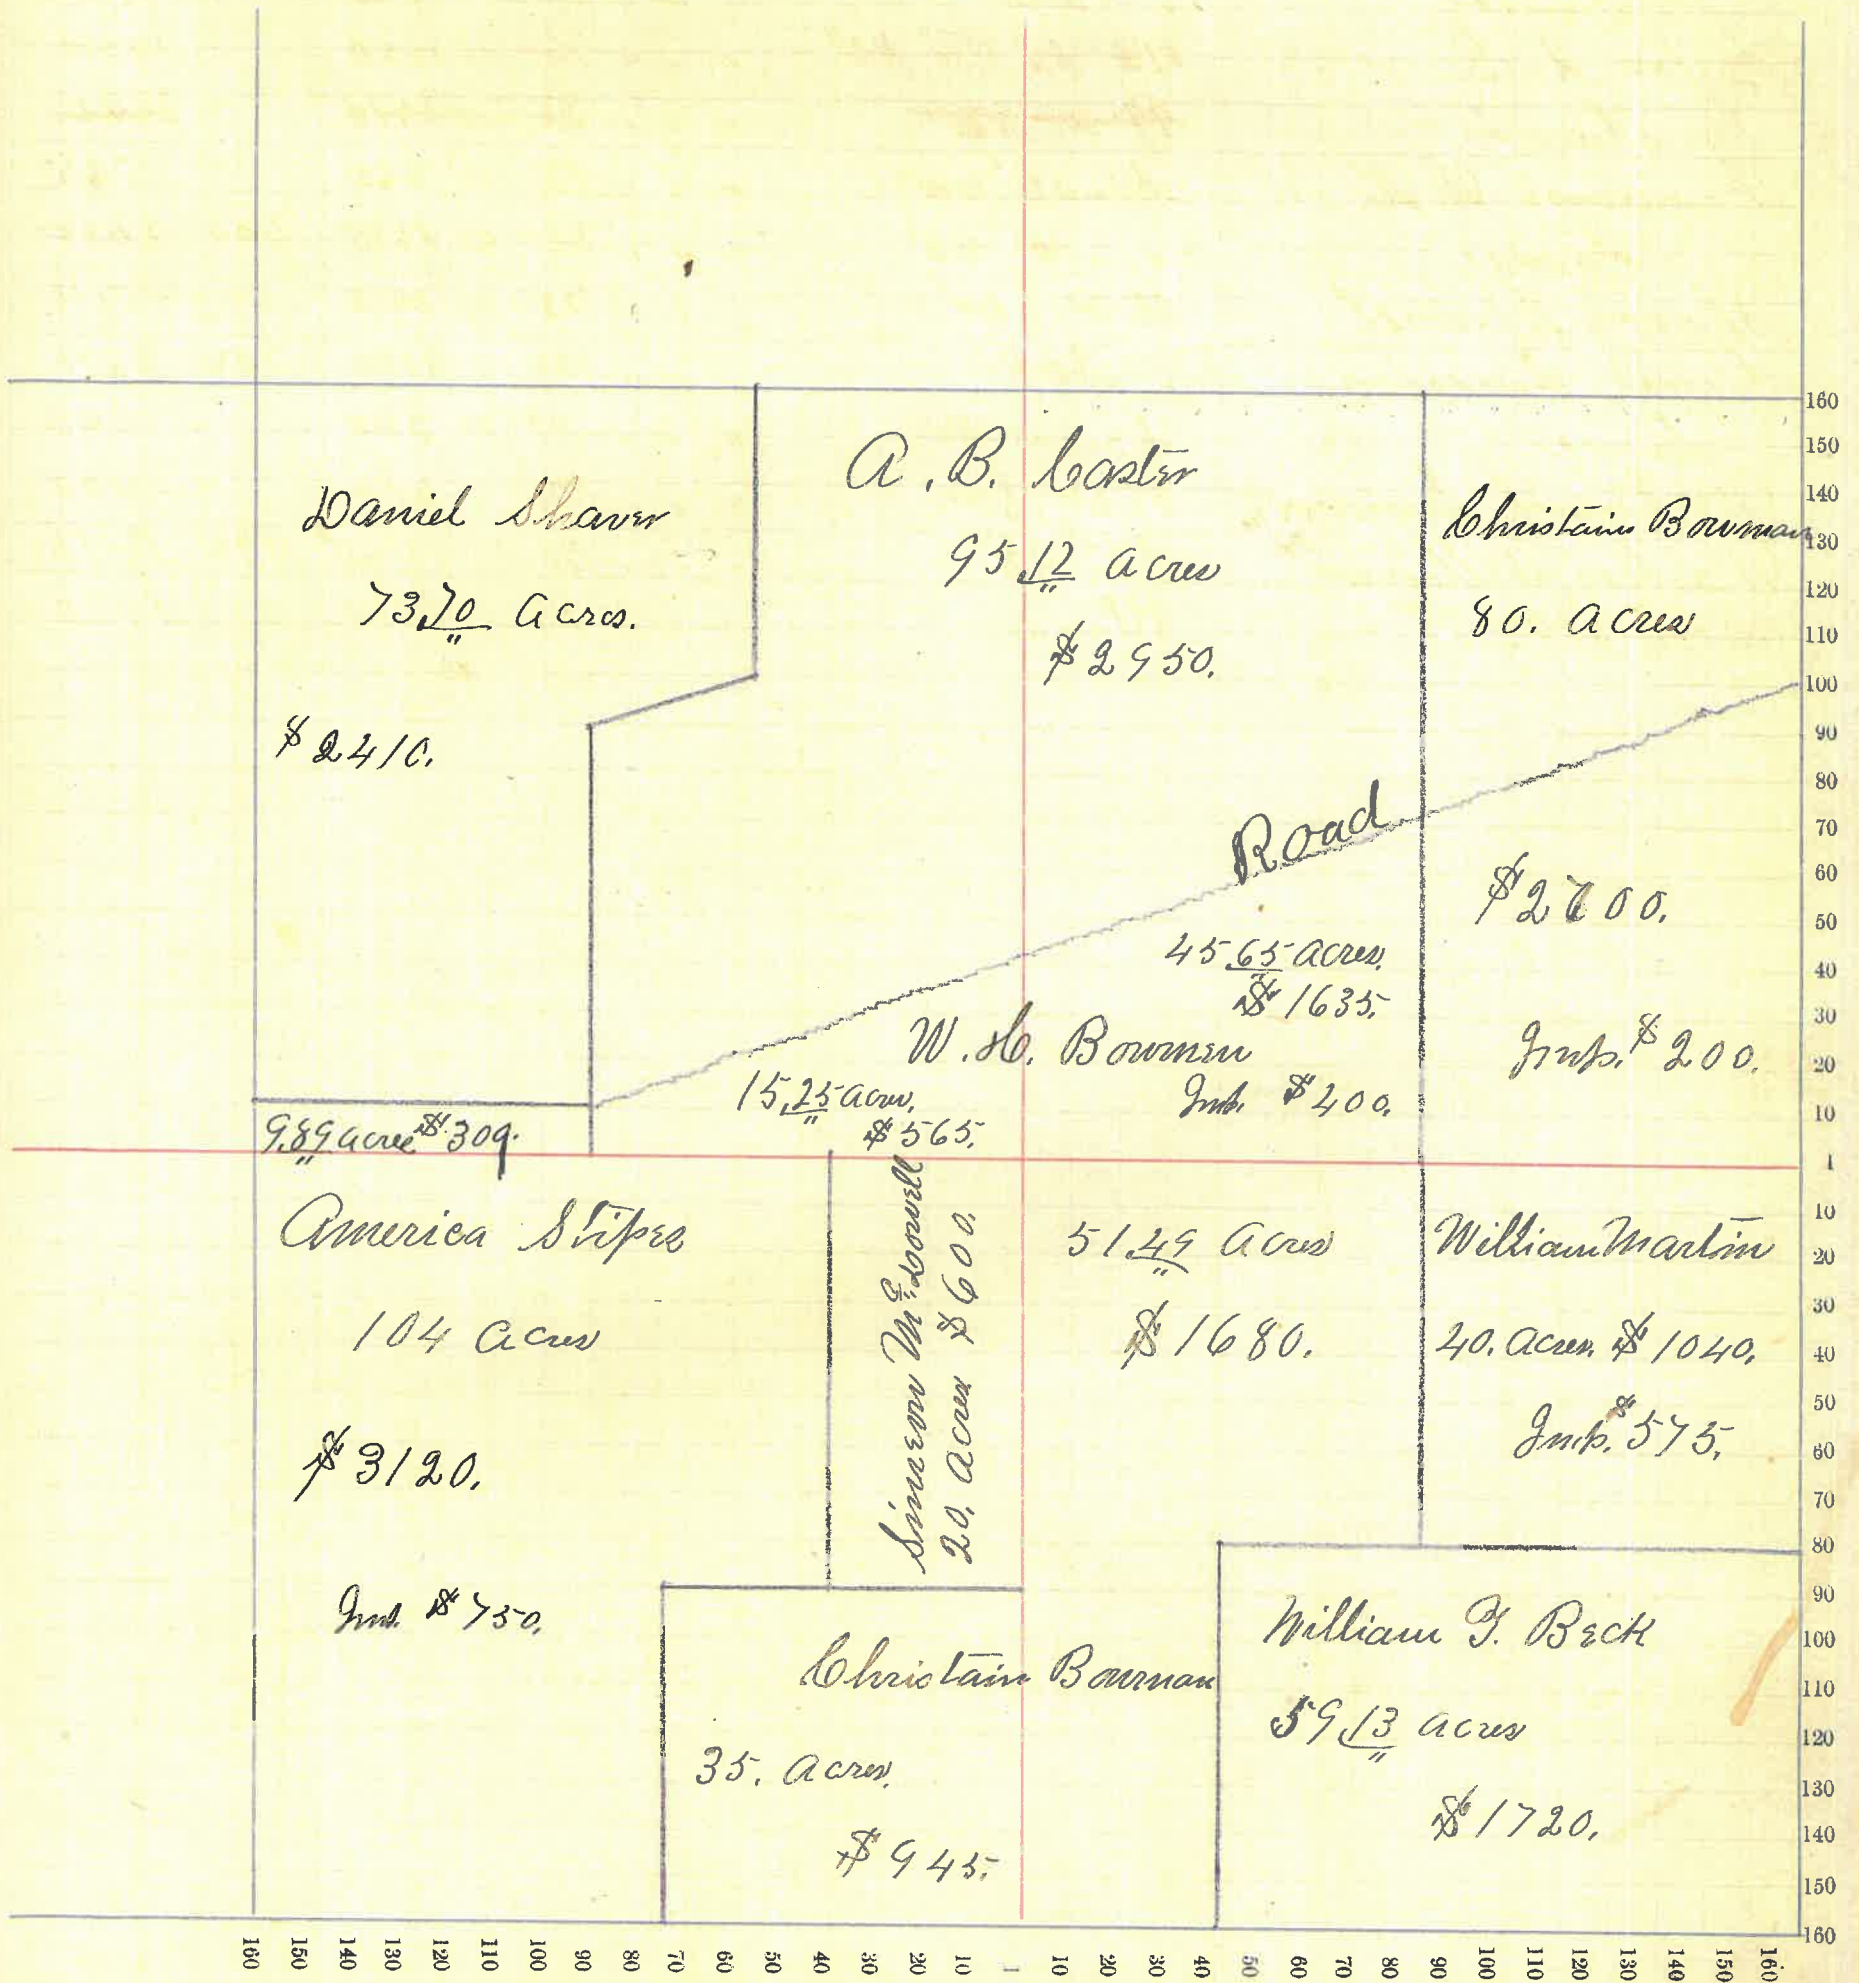 Daniel Shaver
73.70 Acres.
$2410.
A. B. Caster
95.12 Acres
$2950.
Christain Bowman
80. Acres
Road
45.65 Acres.
$1635.
W. H. Bowmen
15.25 Acres.
$565.
Imp. $400.
Imp. $200.
9.89 Acres $309.
America Stipes
104 Acres
$3120.
Imp. $750.
Simeon McDowell
20. Acres $600.
51.49 Acres
$1680.
William Martin
40. Acres. $1040.
Imp. $575.
Christain Bowman
35. Acres.
$945.
William F. Beck
59.13 Acres
$1720.
160
150
140
130
120
110
100
90
80
70
60
50
40
30
20
10
1
10
20
30
40
50
60
70
80
90
100
110
120
130
140
150
160
160 150 140 130 120 110 100 90 80 70 60 50 40 30 20 10 1 10 20 30 40 50 60 70 80 90 100 110 120 130 140 150 160